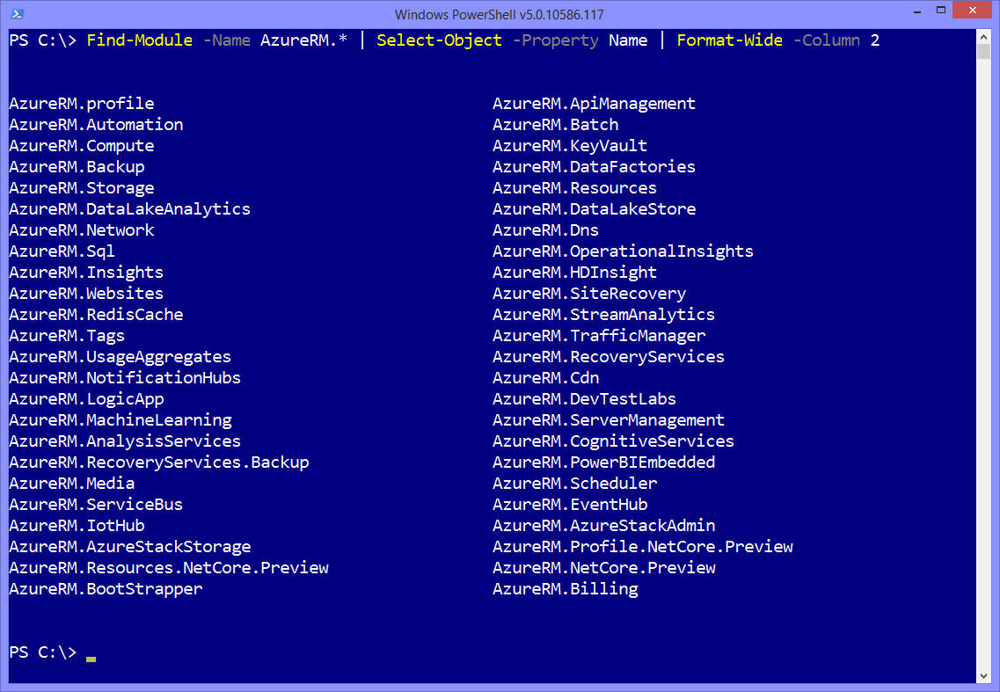 Windows PowerShell v5.0.10586.117
PS C:\> Find-Module -Name AzureRM.* | Select-Object -Property Name | Format-Wide -Column 2
AzureRM.profile AzureRM.ApiManagement
AzureRM.Automation AzureRM.Batch
AzureRM.Compute AzureRM.KeyVault
AzureRM.Backup AzureRM.DataFactories
AzureRM.Storage AzureRM.Resources
AzureRM.DataLakeAnalytics AzureRM.DataLakeStore
AzureRM.Network AzureRM.Dns
AzureRM.Sql AzureRM.OperationalInsights
AzureRM.Insights AzureRM.HDInsight
AzureRM.Websites AzureRM.SiteRecovery
AzureRM.RedisCache AzureRM.StreamAnalytics
AzureRM.Tags AzureRM.TrafficManager
AzureRM.UsageAggregates AzureRM.RecoveryServices
AzureRM.NotificationHubs AzureRM.Cdn
AzureRM.LogicApp AzureRM.DevTestLabs
AzureRM.MachineLearning AzureRM.ServerManagement
AzureRM.AnalysisServices AzureRM.CognitiveServices
AzureRM.RecoveryServices.Backup AzureRM.PowerBIEmbedded
AzureRM.Media AzureRM.Scheduler
AzureRM.ServiceBus AzureRM.EventHub
AzureRM.IotHub AzureRM.AzureStackAdmin
AzureRM.AzureStackStorage AzureRM.Profile.NetCore.Preview
AzureRM.Resources.NetCore.Preview AzureRM.NetCore.Preview
AzureRM.BootStrapper AzureRM.Billing
PS C:\>